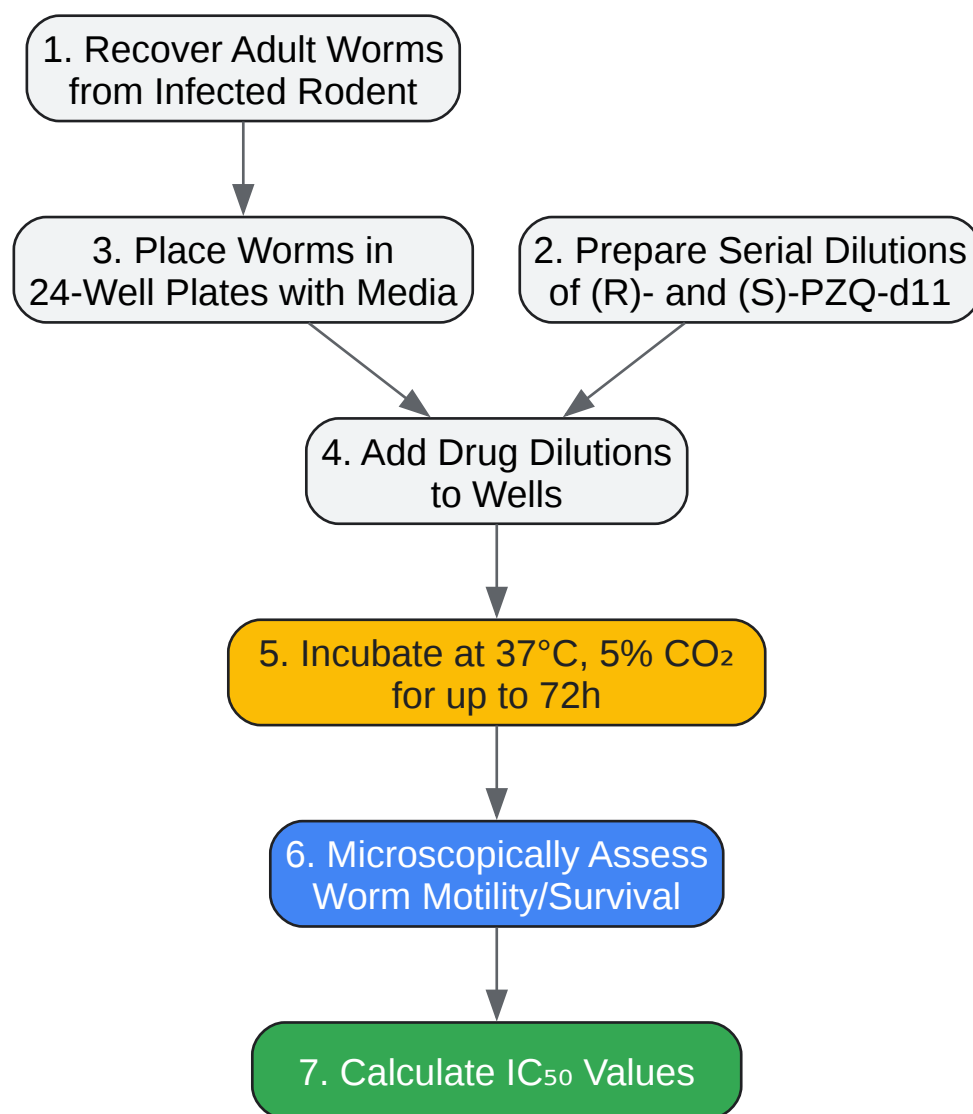 1. Recover Adult Worms
from Infected Rodent
3. Place Worms in
24-Well Plates with Media
2. Prepare Serial Dilutions
of (R)- and (S)-PZQ-d11
4. Add Drug Dilutions
to Wells
5. Incubate at 37°C, 5% CO₂
for up to 72h
6. Microscopically Assess
Worm Motility/Survival
7. Calculate IC₅₀ Values